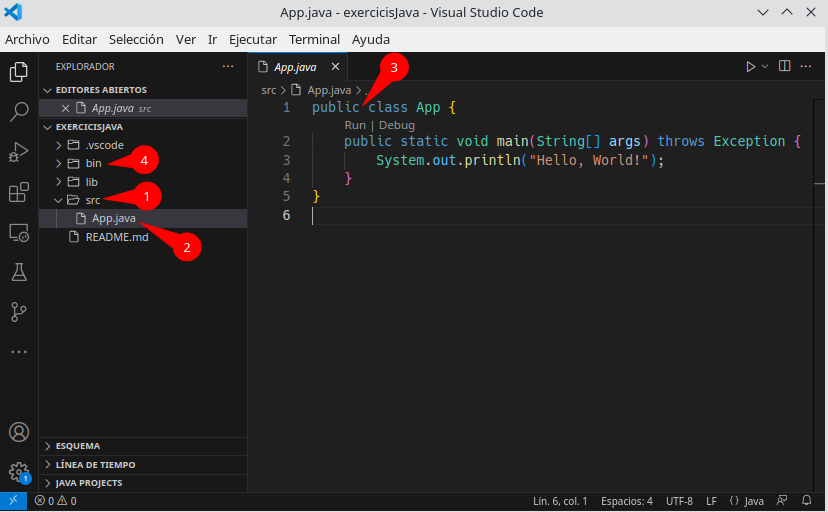 App.java - exercicisJava - Visual Studio Code
Archivo Editar Selección Ver Ir Ejecutar Terminal Ayuda
EXPLORADOR ···
EDITORES ABIERTOS
App.java src
EXERCICISJAVA
.vscode
bin 4
lib
src 1
App.java
2
README.md
ESQUEMA
LÍNEA DE TIEMPO
JAVA PROJECTS
App.java
3
src > App.java > ...
1 public class App {
Run | Debug
2 public static void main(String[] args) throws Exception {
3 System.out.println("Hello, World!");
4 }
5 }
6
1
0 0 Lín. 6, col. 1 Espacios: 4 UTF-8 LF {} Java